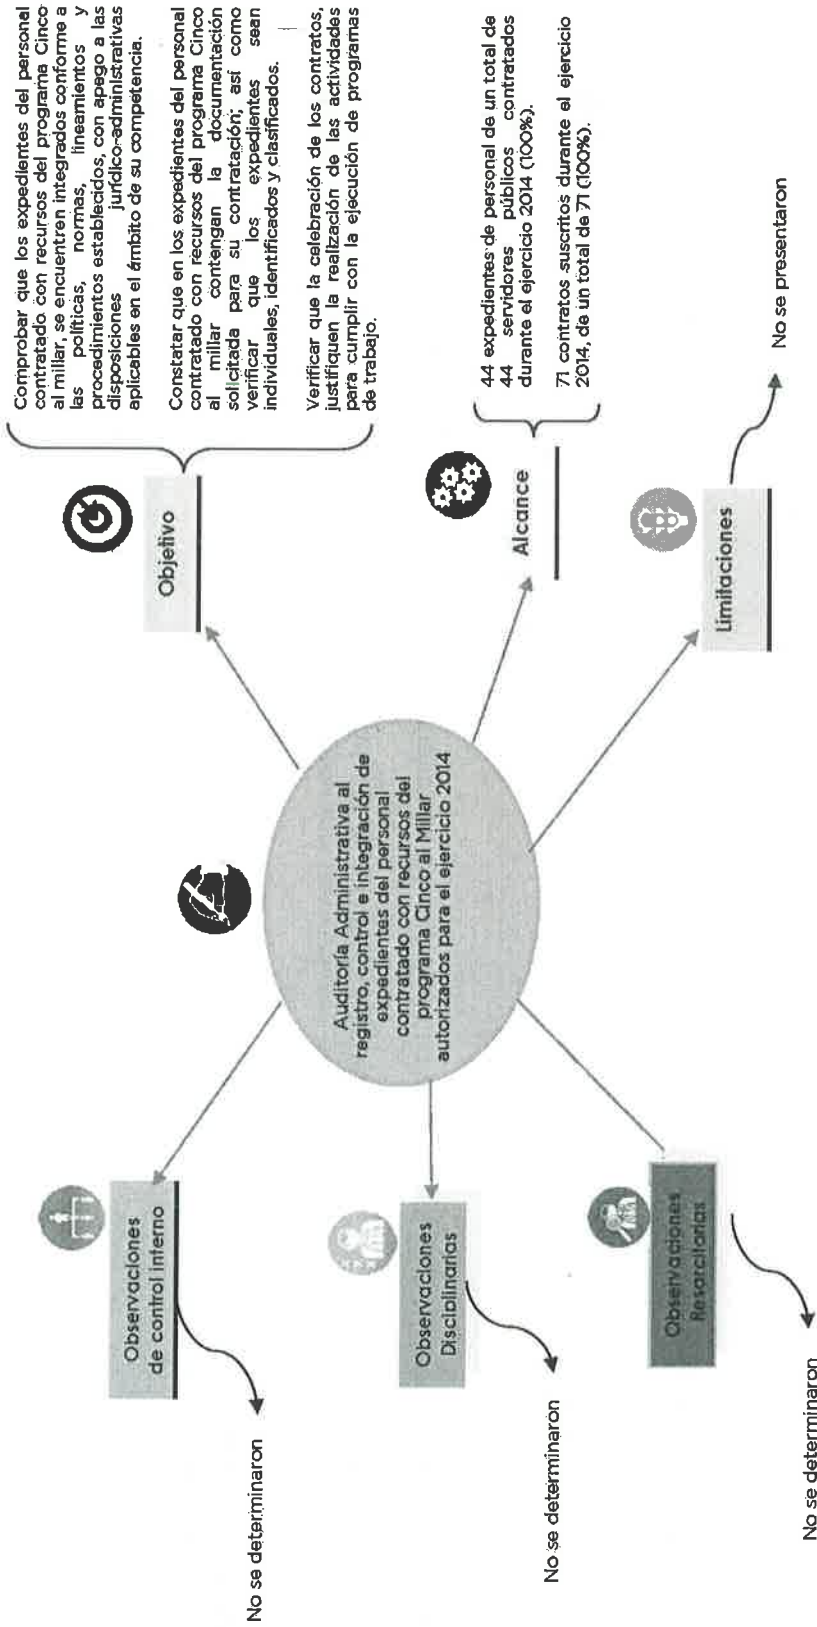 Observaciones
de control interno
No se determinaron
Observaciones
Disciplinarias
No se determinaron
Observaciones
Resarcitorias
No se determinaron
Auditoría Administrativa al
registro, control e integración de
expedientes del personal
contratado con recursos del
programa Cinco al Millar
autorizados para el ejercicio 2014
Objetivo
Comprobar que los expedientes del personal
contratado con recursos del programa Cinco
al millar, se encuentren integrados conforme a
las políticas, normas, lineamientos y
procedimientos establecidos, con apego a las
disposiciones jurídico-administrativas
aplicables en el ámbito de su competencia.
Constatar que en los expedientes del personal
contratado con recursos del programa Cinco
al millar contengan la documentación
solicitada para su contratación; así como
verificar que los expedientes sean
individuales, identificados y clasificados.
Verificar que la celebración de los contratos,
justifiquen la realización de las actividades
para cumplir con la ejecución de programas
de trabajo.
Alcance
44 expedientes de personal de un total de
44 servidores públicos contratados
durante el ejercicio 2014 (100%).
71 contratos suscritos durante el ejercicio
2014, de un total de 71 (100%).
Limitaciones
No se presentaron